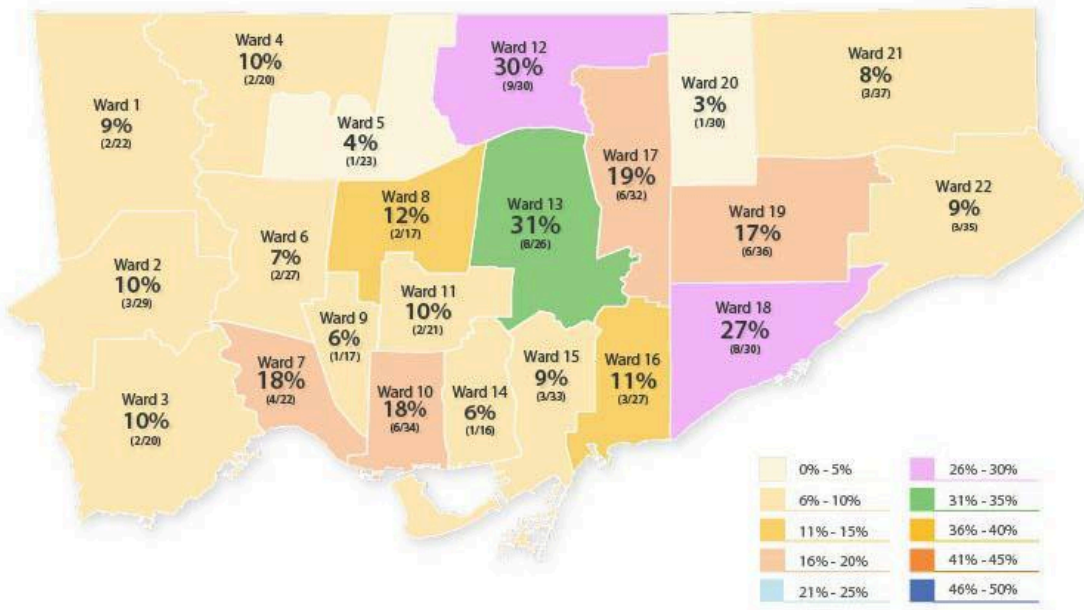 Ward 1
9%
(2/22)
Ward 2
10%
(3/29)
Ward 3
10%
(2/20)
Ward 4
10%
(2/20)
Ward 5
4%
(1/23)
Ward 6
7%
(2/27)
Ward 7
18%
(4/22)
Ward 8
12%
(2/17)
Ward 9
6%
(1/17)
Ward 10
18%
(6/34)
Ward 11
10%
(2/21)
Ward 12
30%
(9/30)
Ward 13
31%
(8/26)
Ward 14
6%
(1/16)
Ward 15
9%
(3/33)
Ward 16
11%
(3/27)
Ward 17
19%
(6/32)
Ward 18
27%
(8/30)
Ward 19
17%
(6/36)
Ward 20
3%
(1/30)
Ward 21
8%
(3/37)
Ward 22
9%
(3/35)
0% - 5%
6% - 10%
11% - 15%
16% - 20%
21% - 25%
26% - 30%
31% - 35%
36% - 40%
41% - 45%
46% - 50%